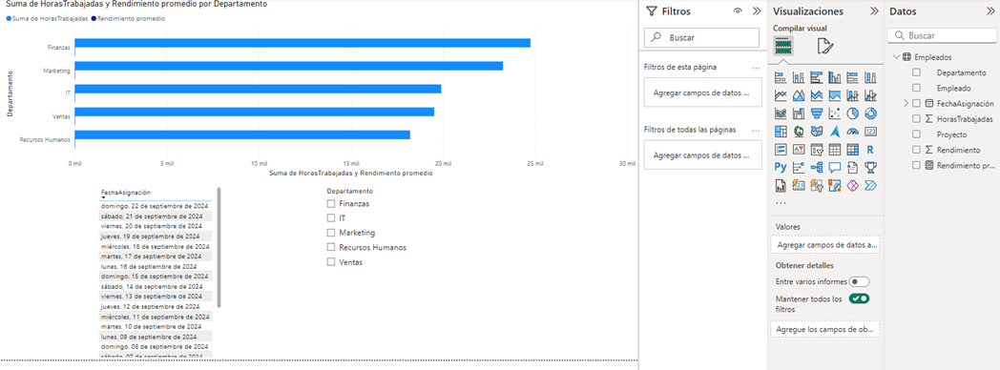 Suma de HorasTrabajadas y Rendimiento promedio por Departamento
Suma de HorasTrabajadas Rendimiento promedio
Departamento
Finanzas
Marketing
IT
Ventas
Recursos Humanos
0 mil 5 mil 10 mil 15 mil 20 mil 25 mil 30 mil
Suma de HorasTrabajadas y Rendimiento promedio
FechaAsignación
domingo, 22 de septiembre de 2024
sábado, 21 de septiembre de 2024
viernes, 20 de septiembre de 2024
jueves, 19 de septiembre de 2024
miércoles, 18 de septiembre de 2024
martes, 17 de septiembre de 2024
lunes, 16 de septiembre de 2024
domingo, 15 de septiembre de 2024
sábado, 14 de septiembre de 2024
viernes, 13 de septiembre de 2024
jueves, 12 de septiembre de 2024
miércoles, 11 de septiembre de 2024
martes, 10 de septiembre de 2024
lunes, 09 de septiembre de 2024
domingo, 08 de septiembre de 2024
sábado, 07 de septiembre de 2024
Departamento
Finanzas
IT
Marketing
Recursos Humanos
Ventas
Filtros
Buscar
Filtros de esta página ...
Agregar campos de datos ...
Filtros de todas las páginas ...
Agregar campos de datos ...
Visualizaciones
Compilar visual
123
R
Py
...
Valores
Agregar campos de datos a...
Obtener detalles
Entre varios informes
Mantener todos los
filtros
Agregue los campos de ob...
Datos
Buscar
Empleados
Departamento
Empleado
FechaAsignación
HorasTrabajadas
Proyecto
Rendimiento
Rendimiento pr...